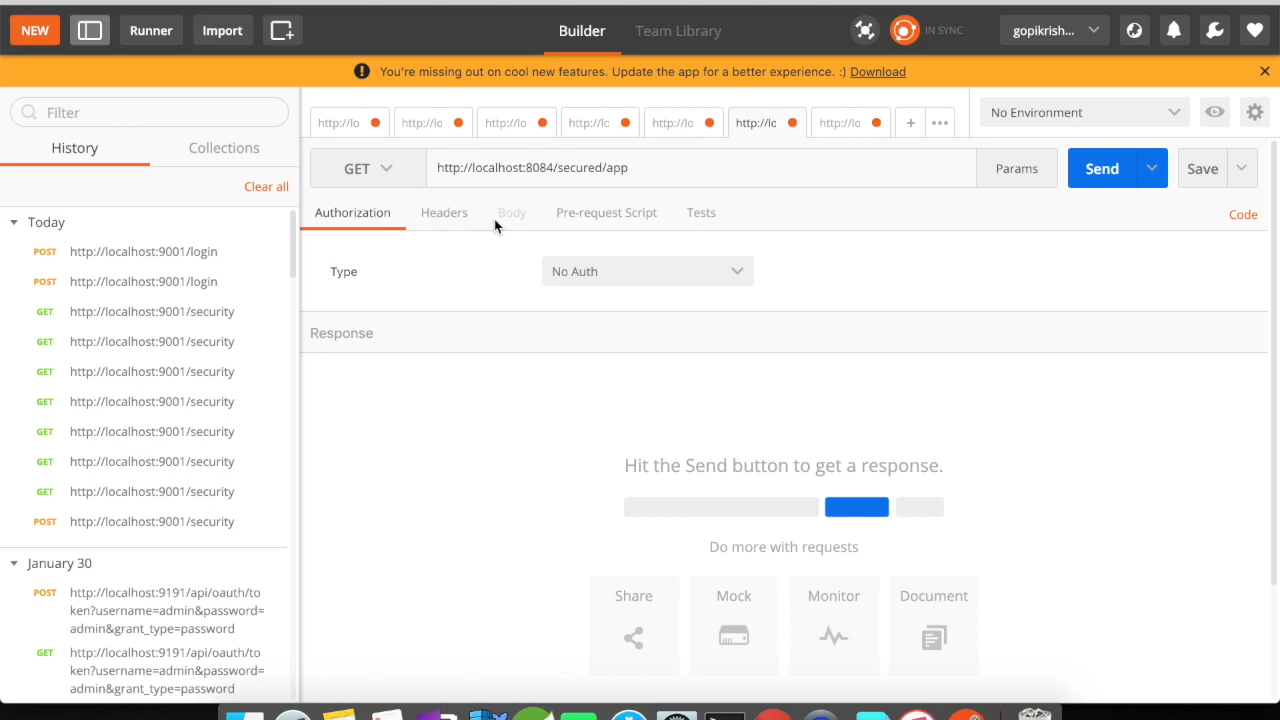 NEW
Runner
Import
Builder
Team Library
IN SYNC
gopikrish...
You're missing out on cool new features. Update the app for a better experience. :) Download
Filter
History
Collections
Clear all
Today
POST http://localhost:9001/login
POST http://localhost:9001/login
GET http://localhost:9001/security
GET http://localhost:9001/security
GET http://localhost:9001/security
GET http://localhost:9001/security
GET http://localhost:9001/security
GET http://localhost:9001/security
GET http://localhost:9001/security
POST http://localhost:9001/security
January 30
POST http://localhost:9191/api/oauth/to
ken?username=admin&password=
admin&grant_type=password
GET http://localhost:9191/api/oauth/to
ken?username=admin&password=
admin&grant_type=password
http://lo http://lo http://lo http://lo http://lo http://lo http://lo + •••
No Environment
GET http://localhost:8084/secured/app Params Send Save
Authorization Headers Body Pre-request Script Tests Code
Type No Auth
Response
Hit the Send button to get a response.
Do more with requests
Share Mock Monitor Document